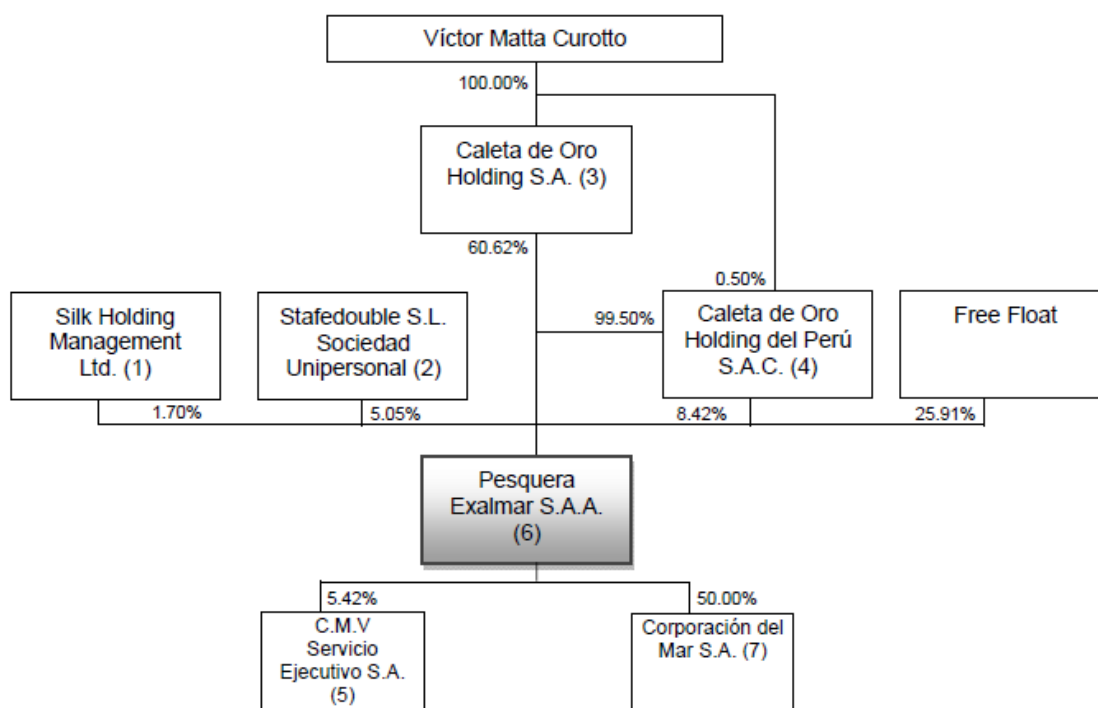 Víctor Matta Curotto
100.00%
Caleta de Oro
Holding S.A. (3)
60.62%
0.50%
99.50%
Silk Holding
Management
Ltd. (1)
Stafedouble S.L.
Sociedad
Unipersonal (2)
Caleta de Oro
Holding del Perú
S.A.C. (4)
Free Float
1.70%
5.05%
8.42%
25.91%
Pesquera
Exalmar S.A.A.
(6)
5.42%
50.00%
C.M.V
Servicio
Ejecutivo S.A.
(5)
Corporación del
Mar S.A. (7)